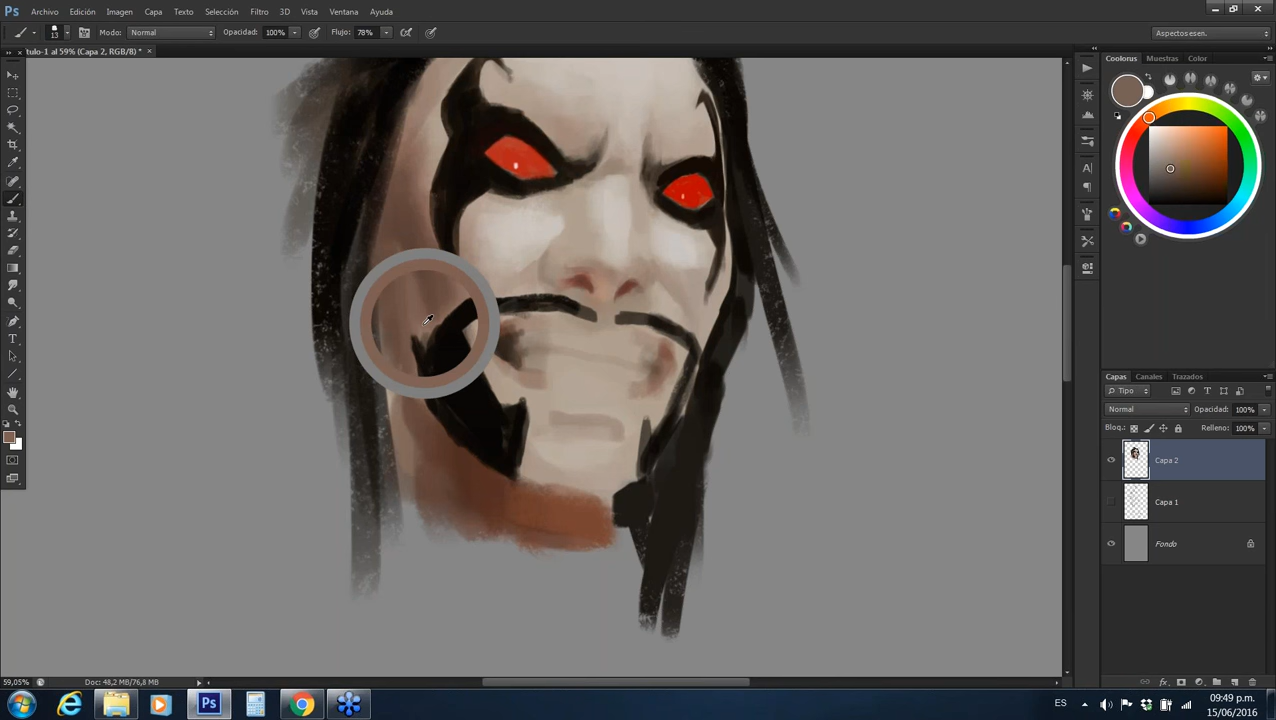 Ps Archivo Edición Imagen Capa Texto Selección Filtro 3D Vista Ventana Ayuda
13 Modo: Normal Opacidad: 100% Flujo: 78% Aspectos esen.
tulo-1 al 59% (Capa 2, RGB/8) *
Coolorus Muestras Color
Capas Canales Trazados
Tipo
Normal Opacidad: 100%
Bloq.: Relleno: 100%
Capa 2
Capa 1
Fondo
59,05% Doc: 48,2 MB/76,8 MB
ES 09:49 p.m.
15/06/2016